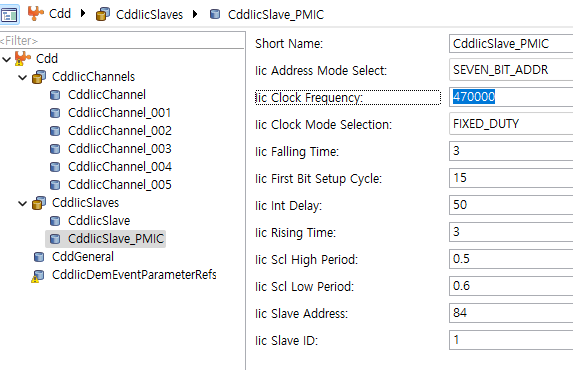 Cdd CddIicSlaves CddIicSlave_PMIC
<Filter>
Cdd
CddIicChannels
CddIicChannel
CddIicChannel_001
CddIicChannel_002
CddIicChannel_003
CddIicChannel_004
CddIicChannel_005
CddIicSlaves
CddIicSlave
CddIicSlave_PMIC
CddGeneral
CddIicDemEventParameterRefs
Short Name: CddIicSlave_PMIC
Iic Address Mode Select: SEVEN_BIT_ADDR
Iic Clock Frequency: 470000
Iic Clock Mode Selection: FIXED_DUTY
Iic Falling Time: 3
Iic First Bit Setup Cycle: 15
Iic Int Delay: 50
Iic Rising Time: 3
Iic Scl High Period: 0.5
Iic Scl Low Period: 0.6
Iic Slave Address: 84
Iic Slave ID: 1